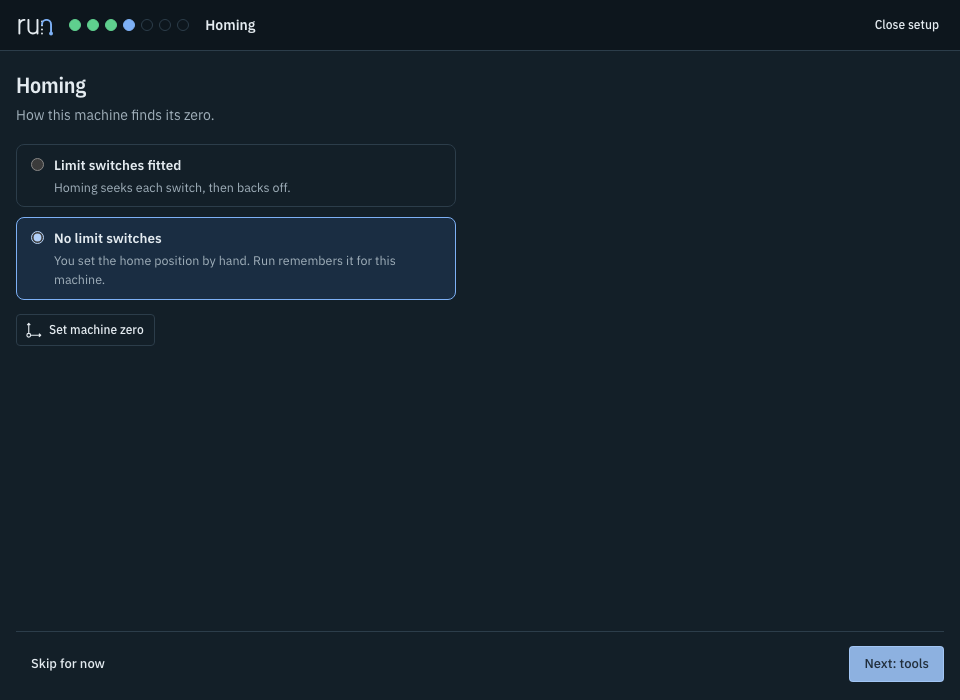 run
Homing
Close setup
Homing
How this machine finds its zero.
Limit switches fitted
Homing seeks each switch, then backs off.
No limit switches
You set the home position by hand. Run remembers it for this
machine.
Set machine zero
Skip for now
Next: tools